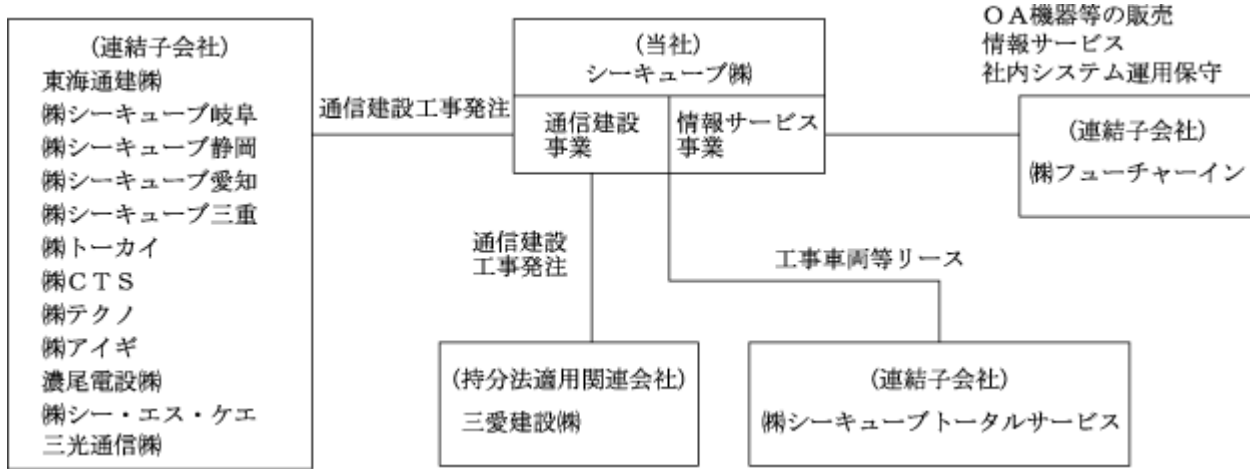 (連結子会社)
東海通建㈱
㈱シーキューブ岐阜
㈱シーキューブ静岡
㈱シーキューブ愛知
㈱シーキューブ三重
㈱トーカイ
㈱ＣＴＳ
㈱テクノ
㈱アイギ
濃尾電設㈱
㈱シー・エス・ケエ
三光通信㈱
通信建設工事発注
(当社)
シーキューブ㈱
通信建設
事業
情報サービス
事業
ＯＡ機器等の販売
情報サービス
社内システム運用保守
(連結子会社)
㈱フューチャーイン
通信建設
工事発注
工事車両等リース
(持分法適用関連会社)
三愛建設㈱
(連結子会社)
㈱シーキューブトータルサービス